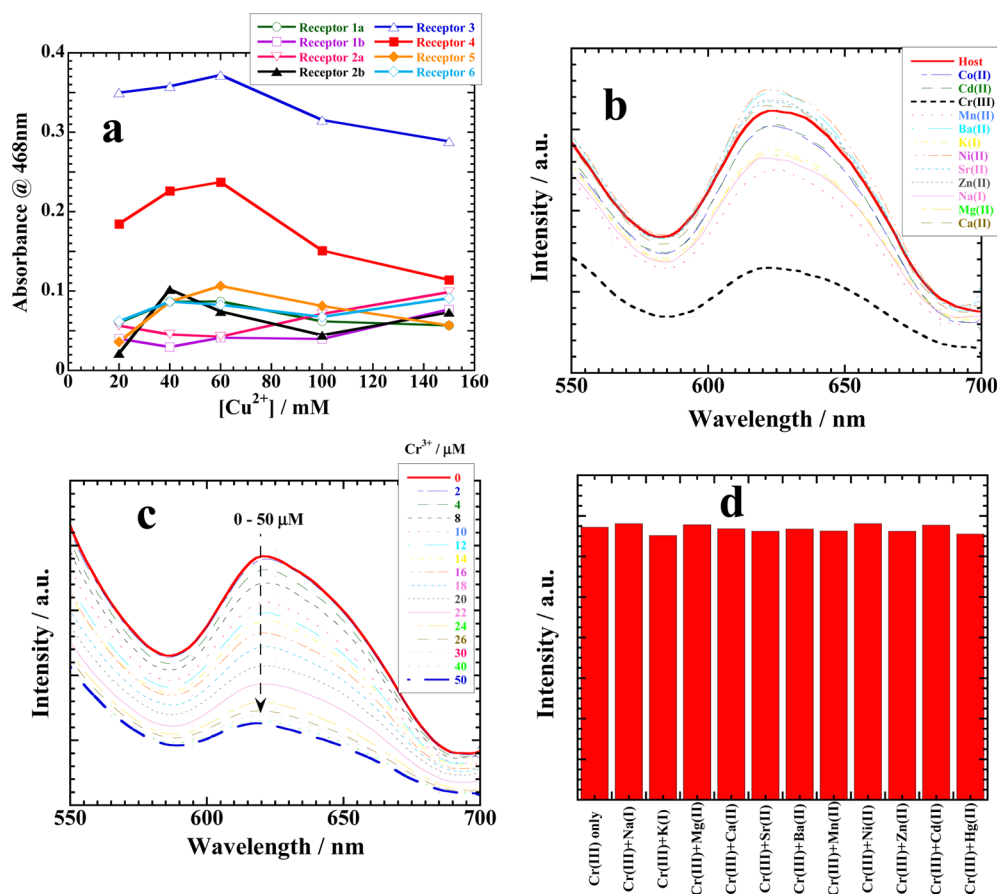 a
Receptor 1a
Receptor 1b
Receptor 2a
Receptor 2b
Receptor 3
Receptor 4
Receptor 5
Receptor 6
0.4
0.3
0.2
0.1
0
Absorbance @ 468nm
0 20 40 60 80 100 120 140 160
[Cu2+] / mM
b
Host
Co(II)
Cd(II)
Cr(III)
Mn(II)
Ba(II)
K(I)
Ni(II)
Sr(II)
Zn(II)
Na(I)
Mg(II)
Ca(II)
Intensity / a.u.
550 600 650 700
Wavelength / nm
c
Cr3+ / μM
0
2
4
8
10
12
14
16
18
20
22
24
26
30
40
50
0 - 50 μM
Intensity / a.u.
550 600 650 700
Wavelength / nm
d
Intensity / a.u.
Cr(III) only
Cr(III)+Na(I)
Cr(III)+K(I)
Cr(III)+Mg(II)
Cr(III)+Ca(II)
Cr(III)+Sr(II)
Cr(III)+Ba(II)
Cr(III)+Mn(II)
Cr(III)+Ni(II)
Cr(III)+Zn(II)
Cr(III)+Cd(II)
Cr(III)+Hg(II)